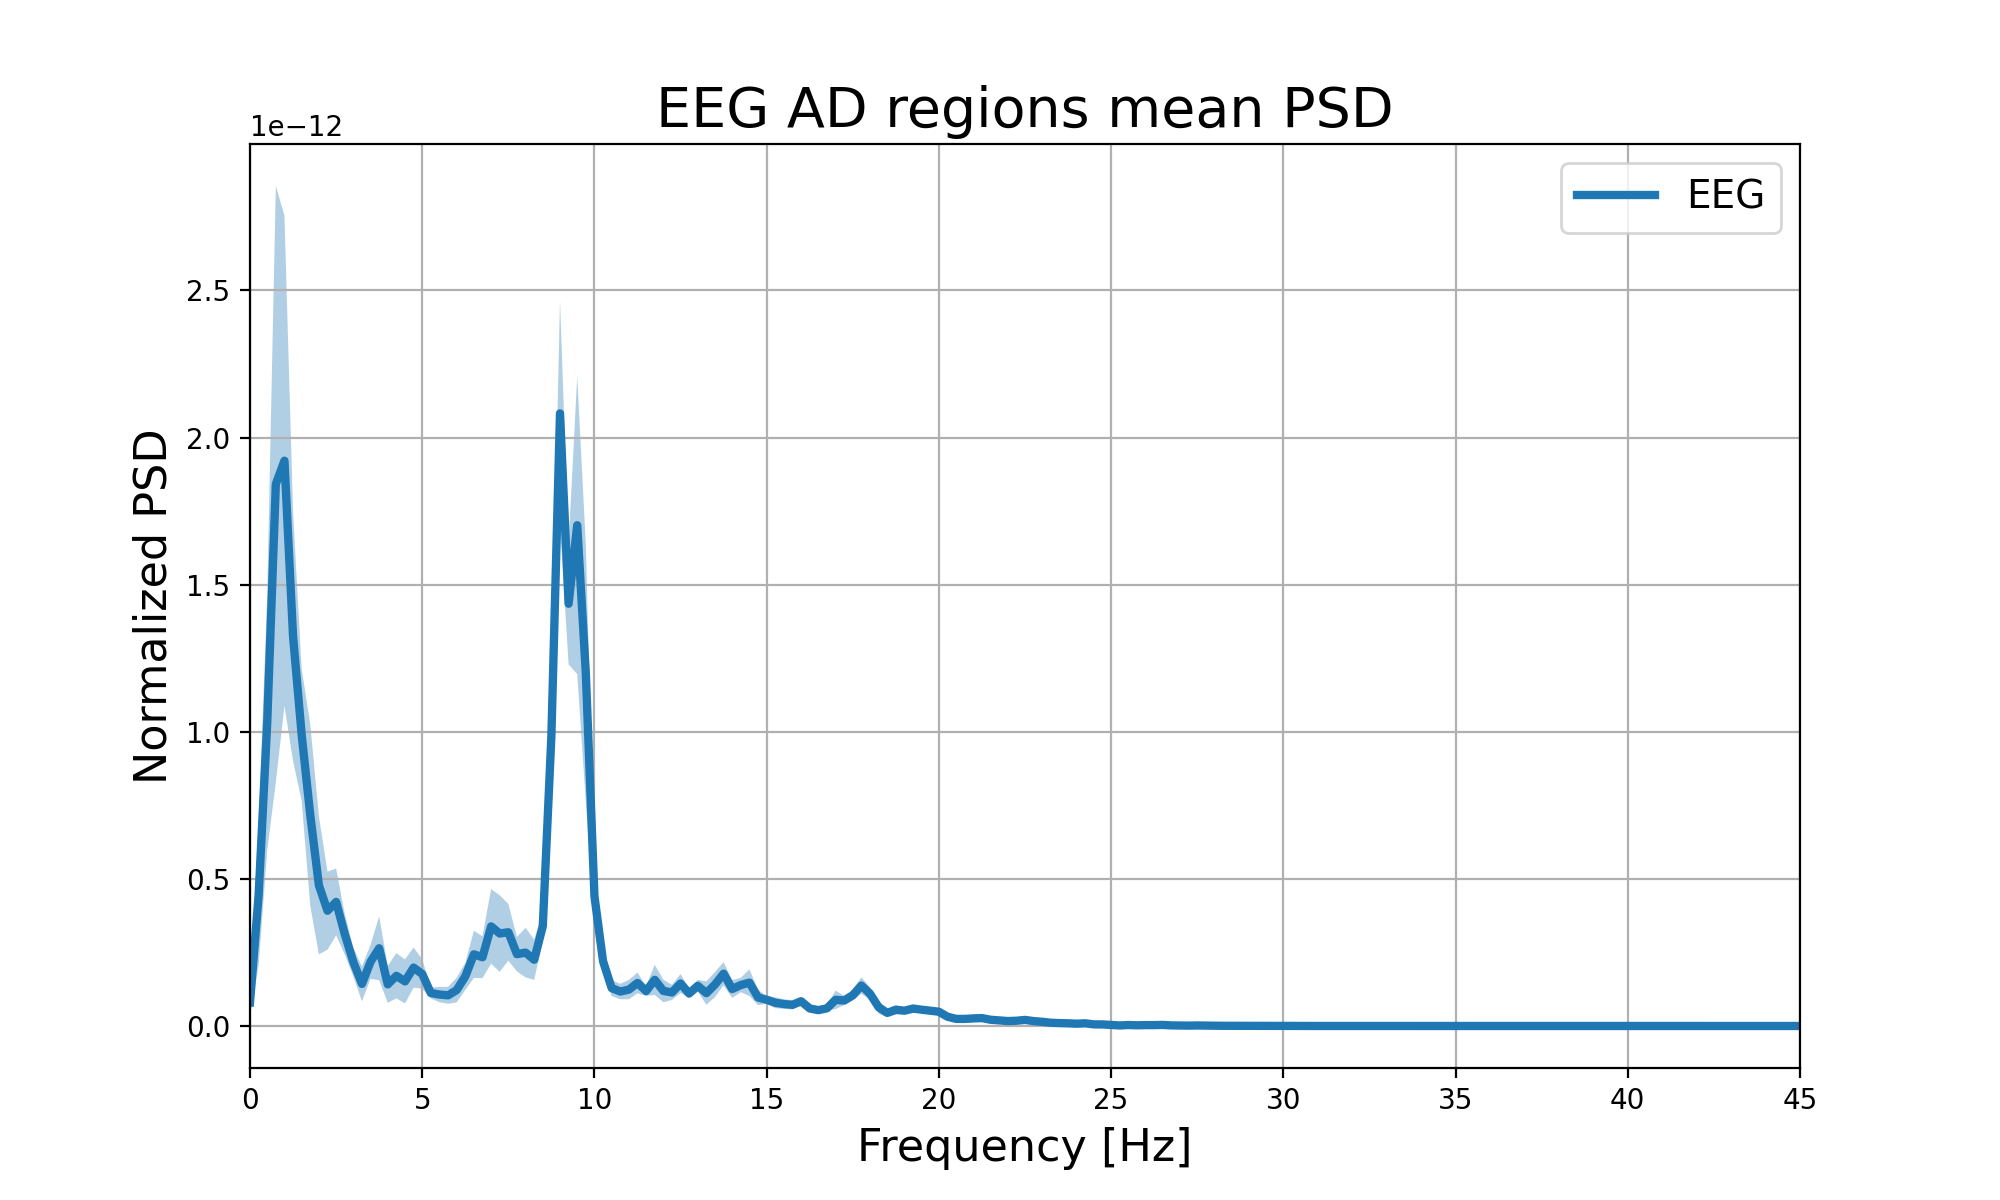 EEG AD regions mean PSD
1e−12
EEG
2.5
2.0
1.5
1.0
0.5
0.0
Normalized PSD
0 5 10 15 20 25 30 35 40 45
Frequency [Hz]